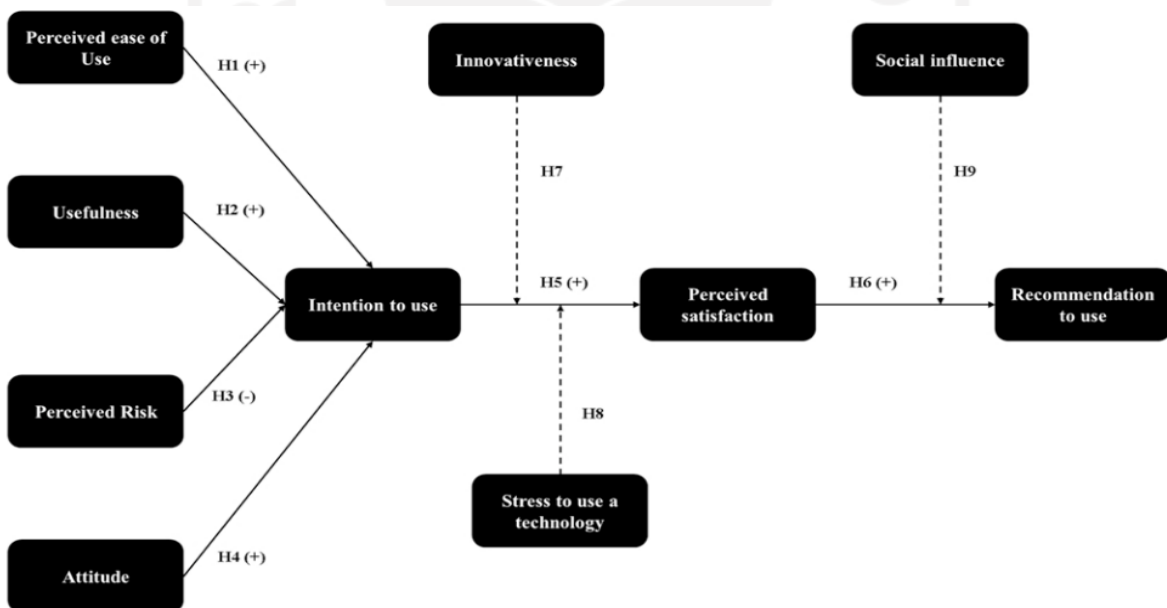 Perceived ease of
Use
H1 (+)
Innovativeness
Social influence
H7
H9
Usefulness
H2 (+)
Intention to use
H5 (+)
Perceived
satisfaction
H6 (+)
Recommendation
to use
Perceived Risk
H3 (-)
H8
Stress to use a
technology
Attitude
H4 (+)